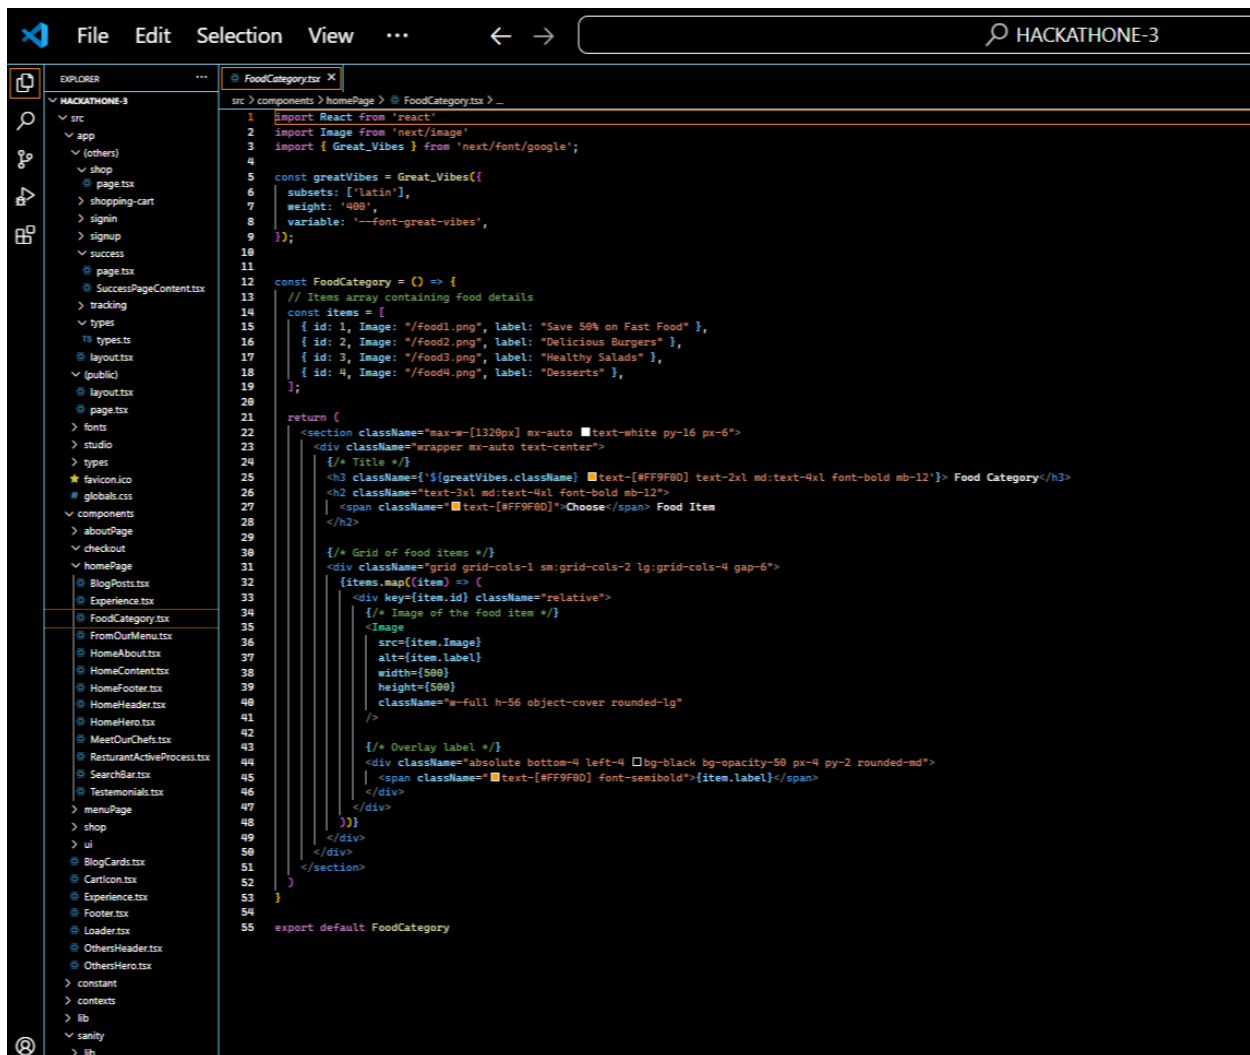 File Edit Selection View ··· ← → HACKATHONE-3
EXPLORER ···
HACKATHONE-3
src
app
(others)
shop
page.tsx
shopping-cart
signin
signup
success
page.tsx
SuccessPageContent.tsx
tracking
types
TS types.ts
layout.tsx
(public)
layout.tsx
page.tsx
fonts
studio
types
favicon.ico
# globals.css
components
aboutPage
checkout
homePage
BlogPosts.tsx
Experience.tsx
FoodCategory.tsx
FromOurMenu.tsx
HomeAbout.tsx
HomeContent.tsx
HomeFooter.tsx
HomeHeader.tsx
HomeHero.tsx
MeetOurChefs.tsx
ResturantActiveProcess.tsx
SearchBar.tsx
Testemonials.tsx
menuPage
shop
ui
BlogCards.tsx
CartIcon.tsx
Experience.tsx
Footer.tsx
Loader.tsx
OthersHeader.tsx
OthersHero.tsx
constant
contexts
lib
sanity
lib
FoodCategory.tsx ×
src > components > homePage > FoodCategory.tsx > ...
1 import React from 'react'
2 import Image from 'next/image'
3 import { Great_Vibes } from 'next/font/google';
4
5 const greatVibes = Great_Vibes({
6 subsets: ['latin'],
7 weight: '400',
8 variable: '--font-great-vibes',
9 });
10
11
12 const FoodCategory = () => {
13 // Items array containing food details
14 const items = [
15 { id: 1, Image: "/food1.png", label: "Save 50% on Fast Food" },
16 { id: 2, Image: "/food2.png", label: "Delicious Burgers" },
17 { id: 3, Image: "/food3.png", label: "Healthy Salads" },
18 { id: 4, Image: "/food4.png", label: "Desserts" },
19 ];
20
21 return (
22 <section className="max-w-[1320px] mx-auto text-white py-16 px-6">
23 <div className="wrapper mx-auto text-center">
24 {/* Title */}
25 <h3 className={`${greatVibes.className} text-[#FF9F0D] text-2xl md:text-4xl font-bold mb-12`}> Food Category</h3>
26 <h2 className="text-3xl md:text-4xl font-bold mb-12">
27 <span className="text-[#FF9F0D]">Choose</span> Food Item
28 </h2>
29
30 {/* Grid of food items */}
31 <div className="grid grid-cols-1 sm:grid-cols-2 lg:grid-cols-4 gap-6">
32 {items.map((item) => (
33 <div key={item.id} className="relative">
34 {/* Image of the food item */}
35 <Image
36 src={item.Image}
37 alt={item.label}
38 width={500}
39 height={500}
40 className="w-full h-56 object-cover rounded-lg"
41 />
42
43 {/* Overlay label */}
44 <div className="absolute bottom-4 left-4 bg-black bg-opacity-50 px-4 py-2 rounded-md">
45 <span className="text-[#FF9F0D] font-semibold">{item.label}</span>
46 </div>
47 </div>
48 ))}
49 </div>
50 </div>
51 </section>
52 )
53 }
54
55 export default FoodCategory